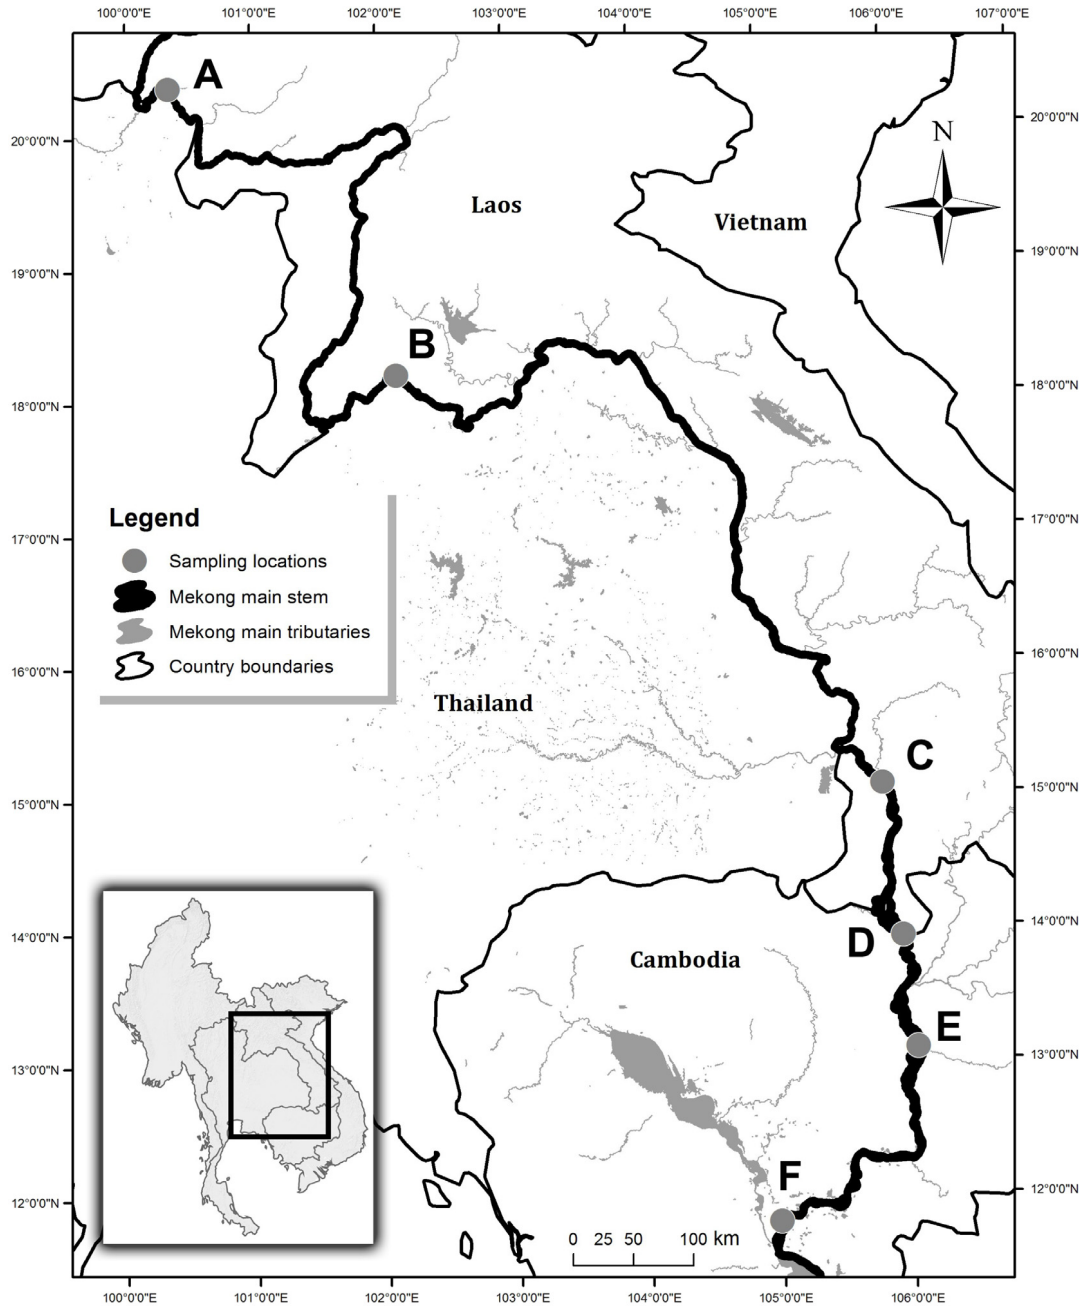 100°0'0"E 101°0'0"E 102°0'0"E 103°0'0"E 104°0'0"E 105°0'0"E 106°0'0"E 107°0'0"E
A
20°0'0"N
20°0'0"N
N
Laos
Vietnam
19°0'0"N
19°0'0"N
B
18°0'0"N
18°0'0"N
Legend
Sampling locations
Mekong main stem
Mekong main tributaries
Country boundaries
17°0'0"N
17°0'0"N
16°0'0"N
16°0'0"N
Thailand
C
15°0'0"N
15°0'0"N
14°0'0"N
14°0'0"N
D
Cambodia
E
13°0'0"N
13°0'0"N
F
12°0'0"N
12°0'0"N
0 25 50 100 km
100°0'0"E 101°0'0"E 102°0'0"E 103°0'0"E 104°0'0"E 105°0'0"E 106°0'0"E